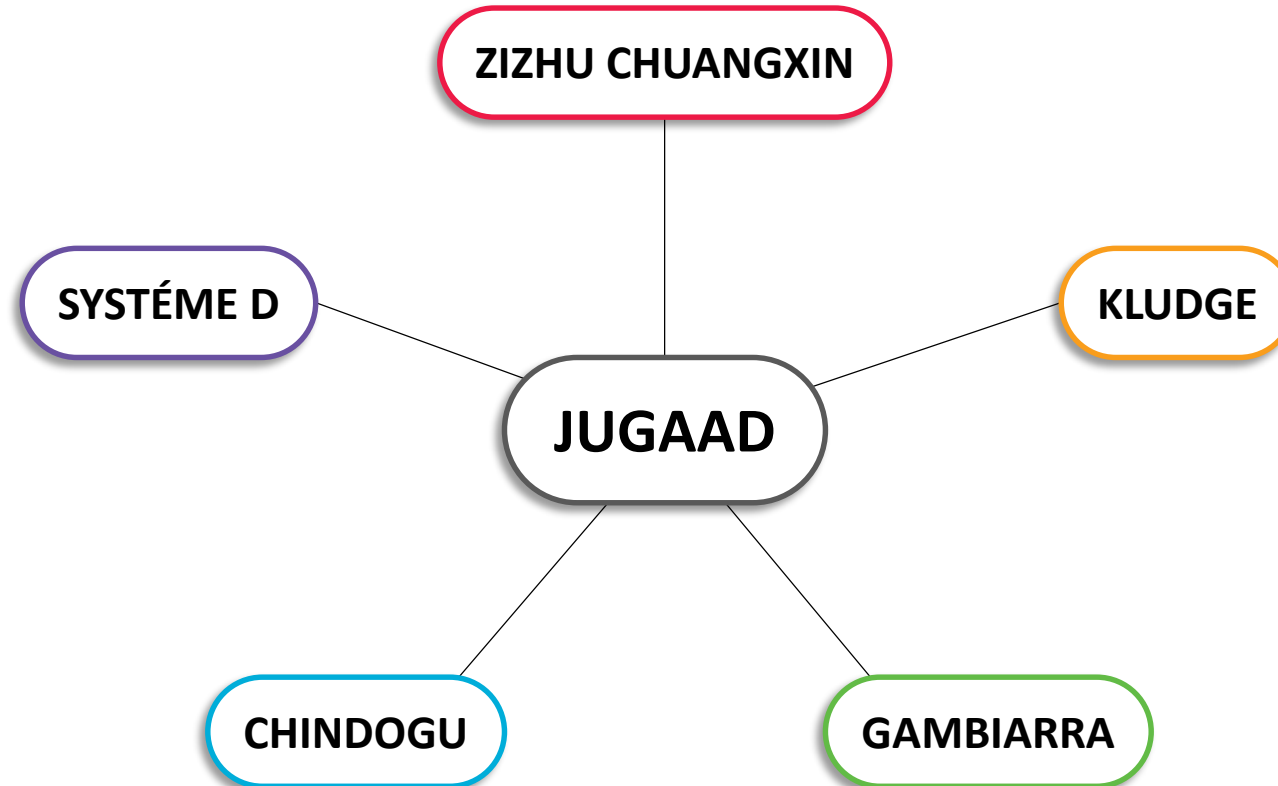 ZIZHU CHUANGXIN
SYSTÉME D
KLUDGE
JUGAAD
CHINDOGU
GAMBIARRA